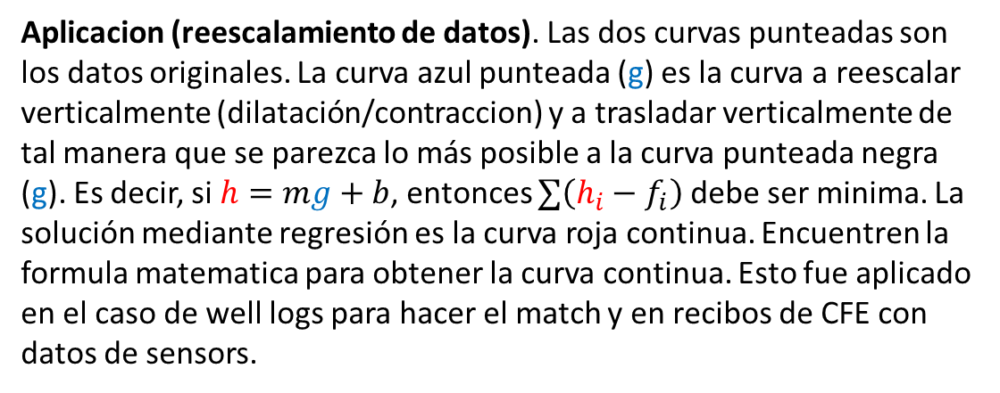 Aplicacion (reescalamiento de datos). Las dos curvas punteadas son
los datos originales. La curva azul punteada (g) es la curva a reescalar
verticalmente (dilatación/contraccion) y a trasladar verticalmente de
tal manera que se parezca lo más posible a la curva punteada negra
(g). Es decir, si h = mg + b, entonces ∑(hᵢ − fᵢ) debe ser minima. La
solución mediante regresión es la curva roja continua. Encuentren la
formula matematica para obtener la curva continua. Esto fue aplicado
en el caso de well logs para hacer el match y en recibos de CFE con
datos de sensors.